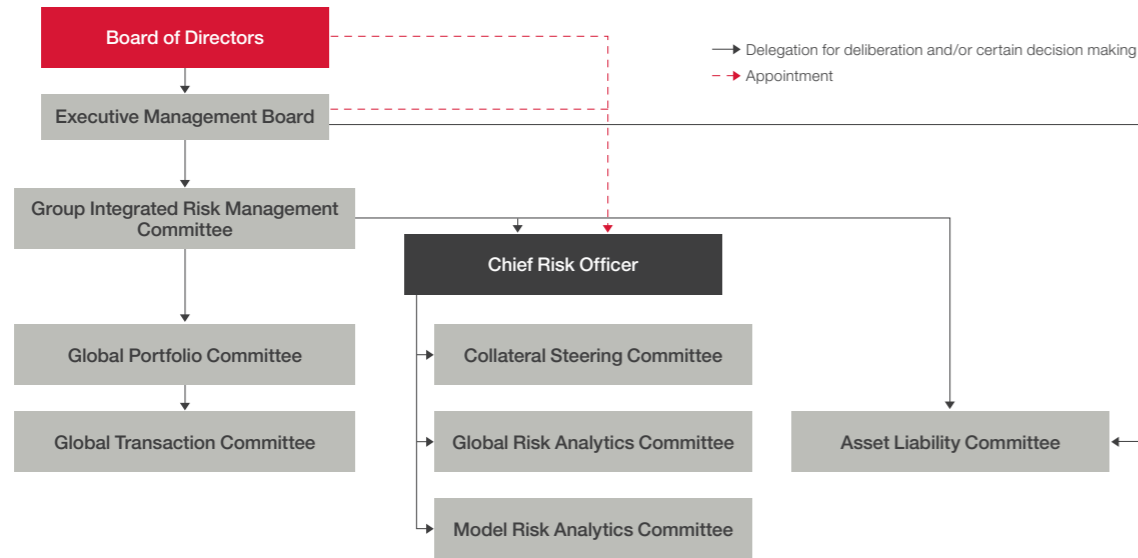 Board of Directors
Delegation for deliberation and/or certain decision making
Appointment
Executive Management Board
Group Integrated Risk Management
Committee
Chief Risk Officer
Global Portfolio Committee
Collateral Steering Committee
Global Transaction Committee
Global Risk Analytics Committee
Asset Liability Committee
Model Risk Analytics Committee